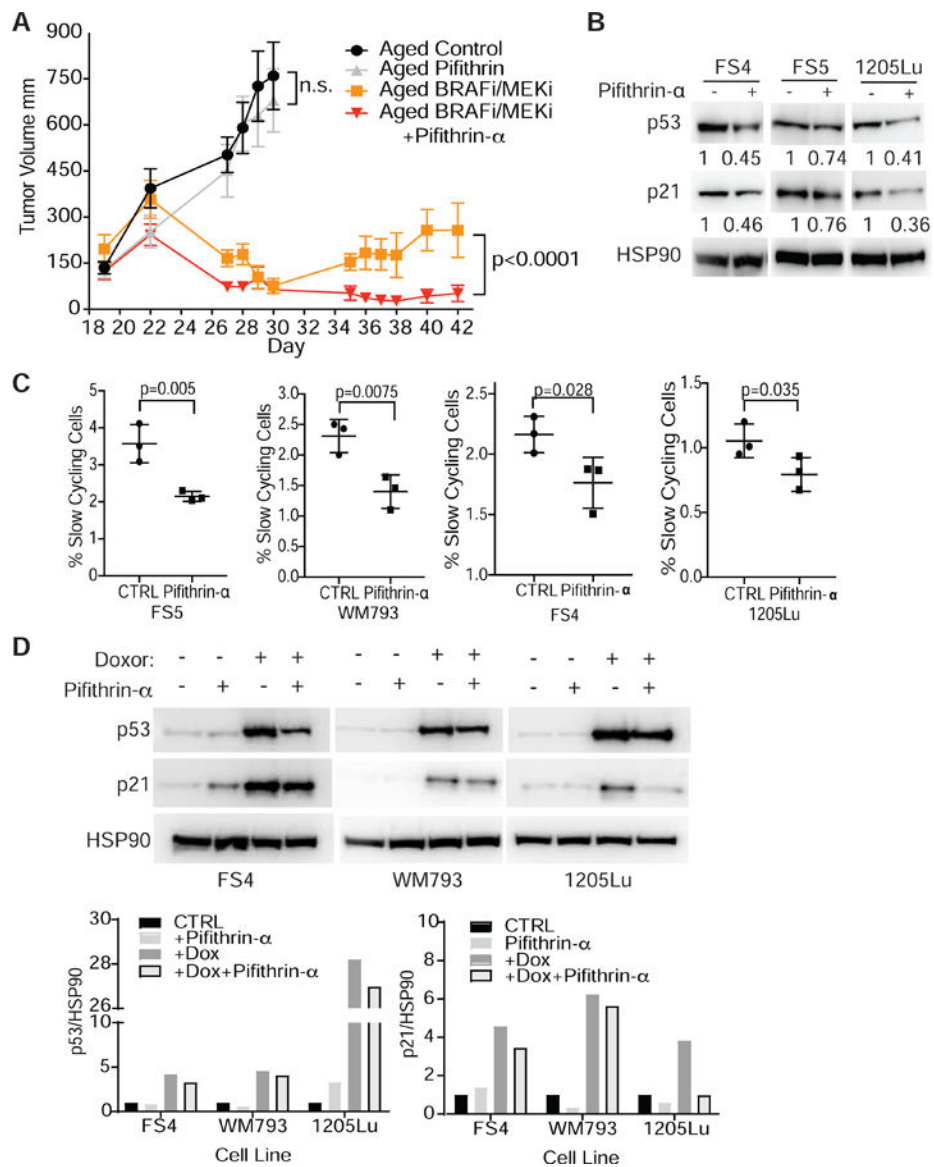 A
900
750
600
450
300
150
0
Tumor Volume mm
Aged Control
Aged Pifithrin
Aged BRAFi/MEKi
Aged BRAFi/MEKi
+Pifithrin-α
n.s.
p<0.0001
18 20 22 24 26 28 30 32 34 36 38 40 42
Day
B
FS4 FS5 1205Lu
Pifithrin-α - + - + - +
p53
1 0.45 1 0.74 1 0.41
p21
1 0.46 1 0.76 1 0.36
HSP90
C
p=0.005
% Slow Cycling Cells
5
4
3
2
1
0
CTRL Pifithrin-α
FS5
p=0.0075
% Slow Cycling Cells
3.0
2.5
2.0
1.5
1.0
0.5
0.0
CTRL Pifithrin-α
WM793
p=0.028
% Slow Cycling Cells
2.5
2.0
1.5
1.0
CTRL Pifithrin-α
FS4
p=0.035
% Slow Cycling Cells
1.5
1.0
0.5
0.0
CTRL Pifithrin-α
1205Lu
D
Doxor: - - + + - - + + - - + +
Pifithrin-α - + - + - + - + - + - +
p53
p21
HSP90
FS4 WM793 1205Lu
CTRL
+Pifithrin-α
+Dox
+Dox+Pifithrin-α
30
28
26
10
5
0
p53/HSP90
FS4 WM793 1205Lu
Cell Line
CTRL
Pifithrin-α
+Dox
+Dox+Pifithrin-α
10
8
6
4
2
0
p21/HSP90
FS4 WM793 1205Lu
Cell Line